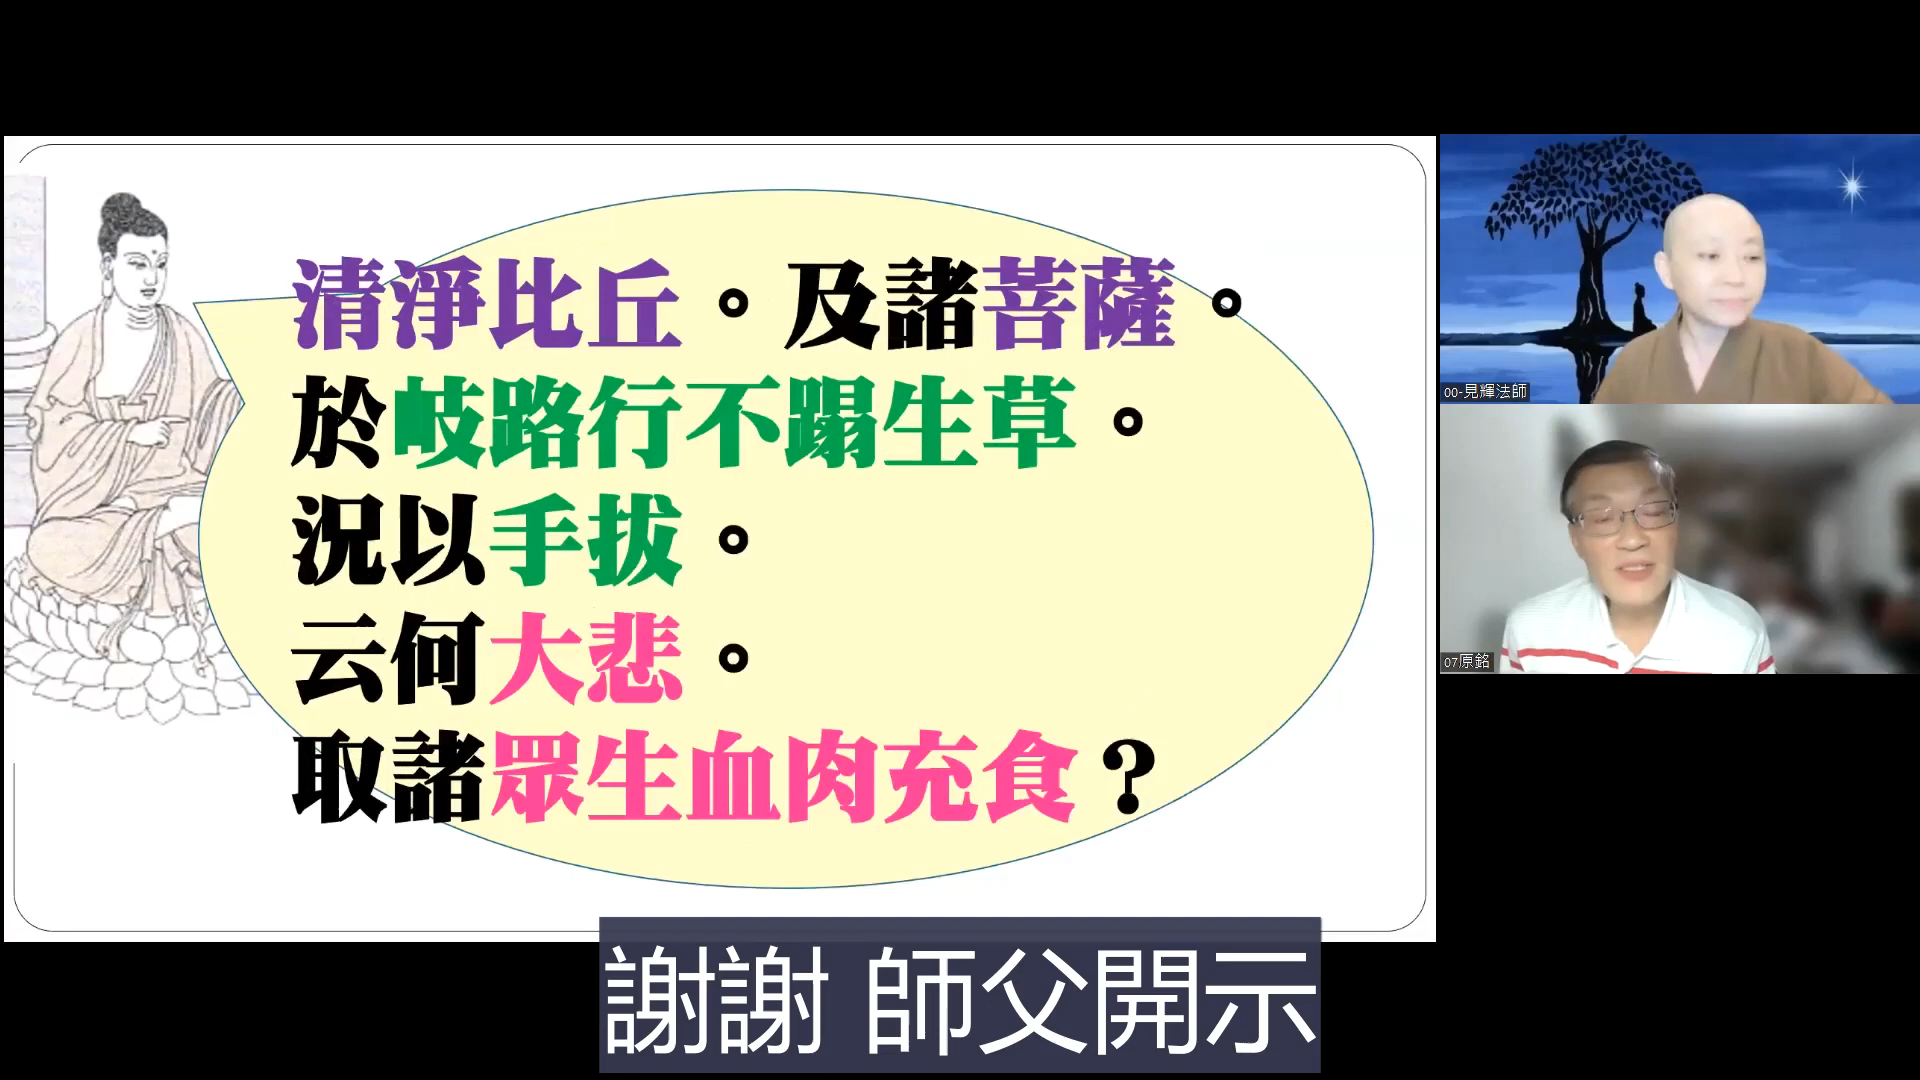 清淨比丘。及諸菩薩。
於岐路行不蹋生草。
況以手拔。
云何大悲。
取諸眾生血肉充食？
00-見輝法師
07原銘
謝謝 師父開示